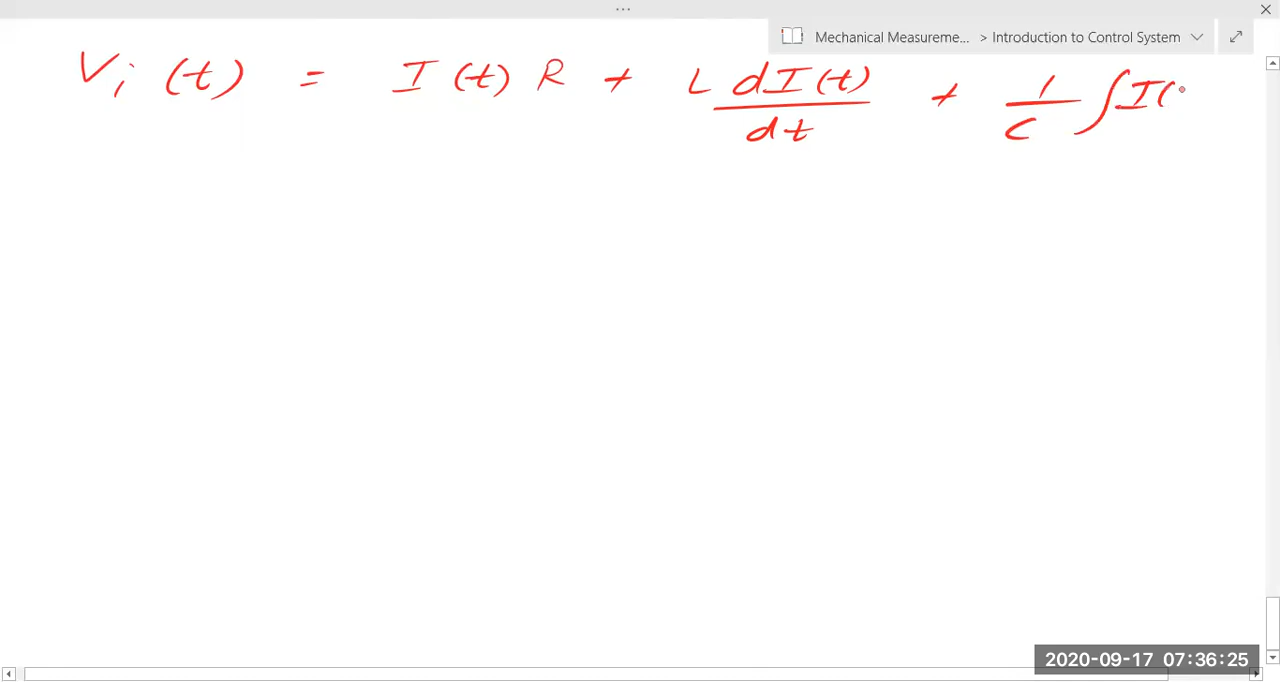 Mechanical Measureme... > Introduction to Control System
Vi (t) = I (t) R + L dI(t)/dt + 1/C ∫I(
2020-09-17 07:36:25